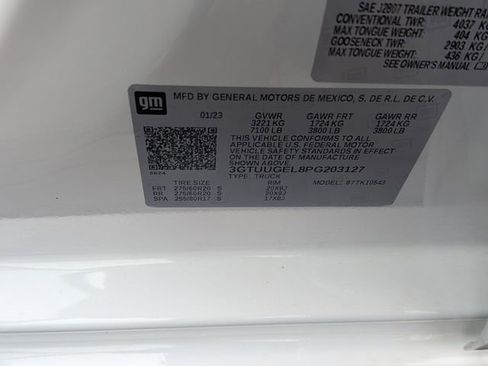 SAE J2807 TRAILER WEIGHT RAT
CONVENTIONAL TWR: 4037 KG
MAX TONGUE WEIGHT: 404 KG /
GOOSENECK TWR: 2903 KG /
MAX TONGUE WEIGHT: 436 KG /
SEE OWNER'S MANUAL
gm
MFD BY GENERAL MOTORS DE MEXICO, S. DE R.L. DE C.V.
01/23 GVWR GAWR FRT GAWR RR
3221 KG 1724 KG 1724 KG
7100 LB 3800 LB 3800 LB
THIS VEHICLE CONFORMS TO ALL APPLICABLE
U.S. FEDERAL MOTOR VEHICLE SAFETY
STANDARDS IN EFFECT ON THE DATE OF
MANUFACTURE SHOWN ABOVE.
3GTUUGEL8PG203127
TYPE: TRUCK
TIRE SIZE RIM MODEL: 87TK10543
FRT 275/60R20 S 20X9J
RR 275/60R20 S 20X9J
SPA 255/80R17 S 17X8J